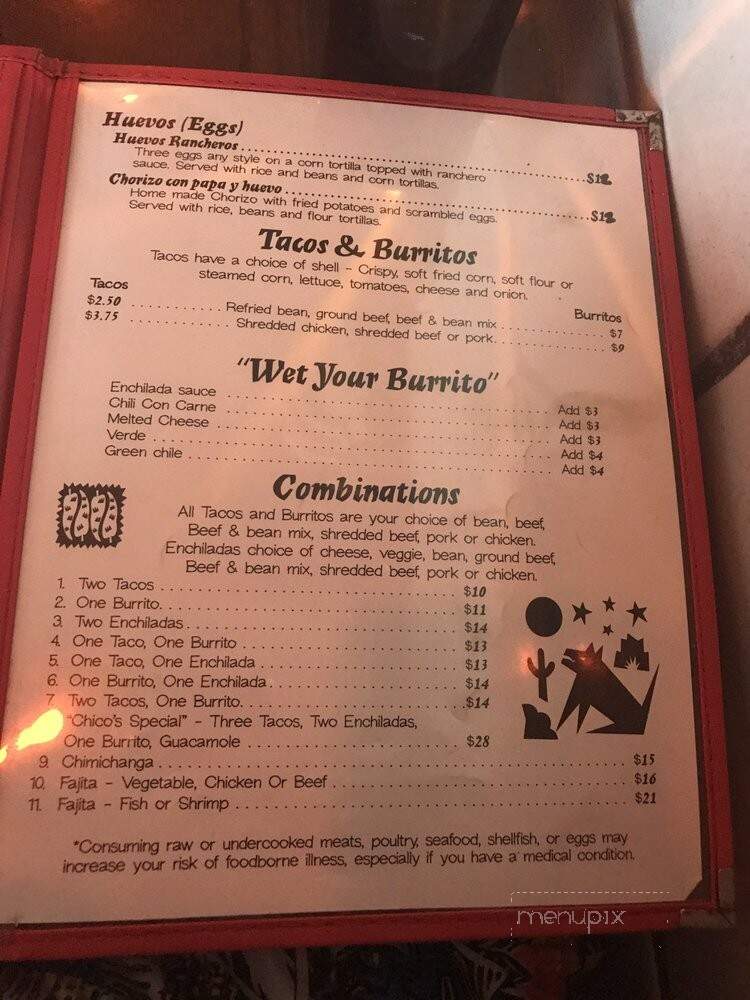 Huevos (Eggs)
Huevos Rancheros ........ $12
Three eggs any style on a corn tortilla topped with ranchero
sauce. Served with rice and beans and corn tortillas.
Chorizo con papa y huevo ........ $12
Home made Chorizo with fried potatoes and scrambled eggs.
Served with rice, beans and flour tortillas.
Tacos & Burritos
Tacos have a choice of shell - Crispy, soft fried corn, soft flour or
steamed corn, lettuce, tomatoes, cheese and onion.
Tacos Burritos
$2.50 ........ Refried bean, ground beef, beef & bean mix ........ $7
$3.75 ........ Shredded chicken, shredded beef or pork ........ $9
"Wet Your Burrito"
Enchilada sauce ........ Add $3
Chili Con Carne ........ Add $3
Melted Cheese ........ Add $3
Verde ........ Add $4
Green chile ........ Add $4
Combinations
All Tacos and Burritos are your choice of bean, beef,
Beef & bean mix, shredded beef, pork or chicken.
Enchiladas choice of cheese, veggie, bean, ground beef,
Beef & bean mix, shredded beef, pork or chicken.
1. Two Tacos ........ $10
2. One Burrito ........ $11
3. Two Enchiladas ........ $14
4. One Taco, One Burrito ........ $13
5. One Taco, One Enchilada ........ $13
6. One Burrito, One Enchilada ........ $14
7. Two Tacos, One Burrito ........ $14
"Chico's Special" - Three Tacos, Two Enchiladas,
One Burrito, Guacamole ........ $28
9. Chimichanga ........ $15
10. Fajita - Vegetable, Chicken Or Beef ........ $16
11. Fajita - Fish or Shrimp ........ $21
*Consuming raw or undercooked meats, poultry, seafood, shellfish, or eggs may
increase your risk of foodborne illness, especially if you have a medical condition.
menupix